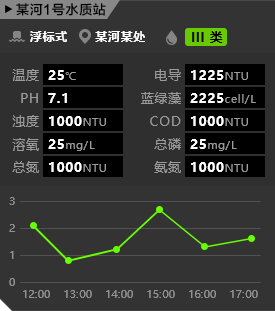 某河1号水质站
浮标式 某河某处 III 类
温度 25℃ 电导 1225NTU
PH 7.1 蓝绿藻 2225cell/L
浊度 1000NTU COD 1000NTU
溶氧 25mg/L 总磷 25mg/L
总氮 1000NTU 氨氮 1000NTU
3
2
1
0
12:00 13:00 14:00 15:00 16:00 17:00